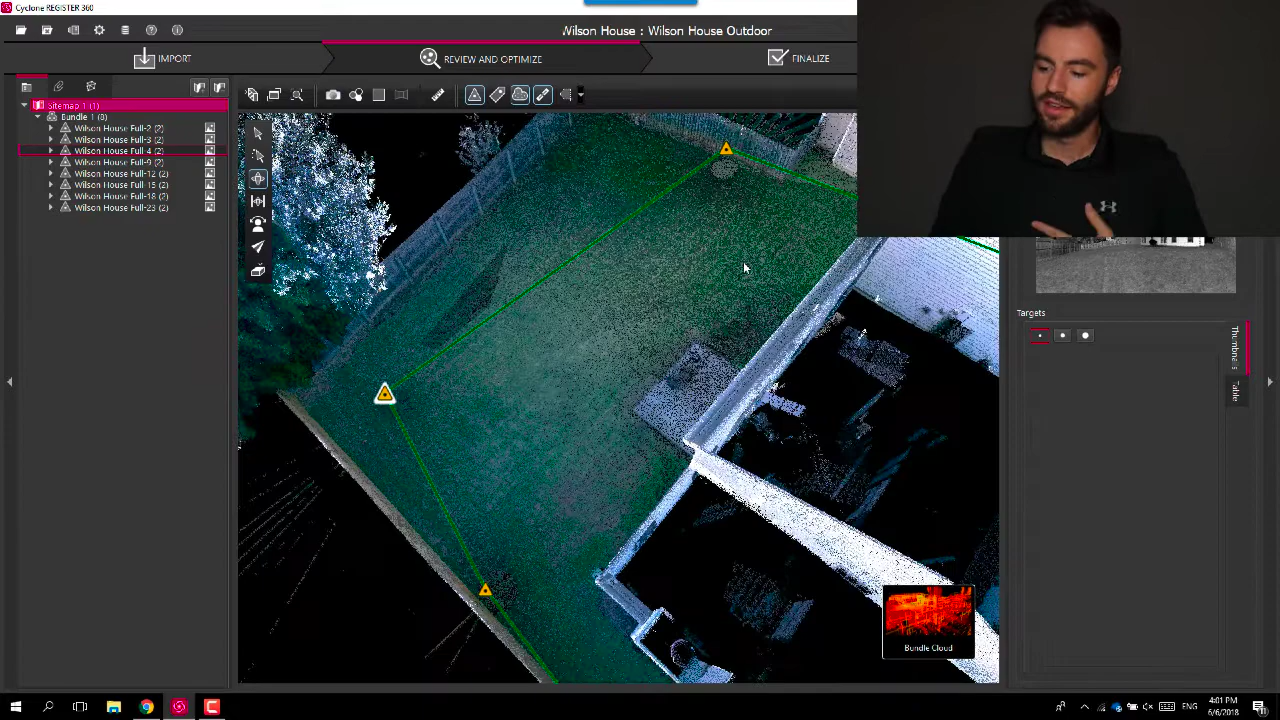 Cyclone REGISTER 360
Wilson House : Wilson House Outdoor
IMPORT
REVIEW AND OPTIMIZE
FINALIZE
Sitemap 1 (1)
Bundle 1 (8)
Wilson House Full-2 (2)
Wilson House Full-3 (2)
Wilson House Full-4 (2)
Wilson House Full-9 (2)
Wilson House Full-12 (2)
Wilson House Full-15 (2)
Wilson House Full-18 (2)
Wilson House Full-23 (2)
Targets
Thumbnails
Table
Bundle Cloud
4:01 PM
6/6/2018